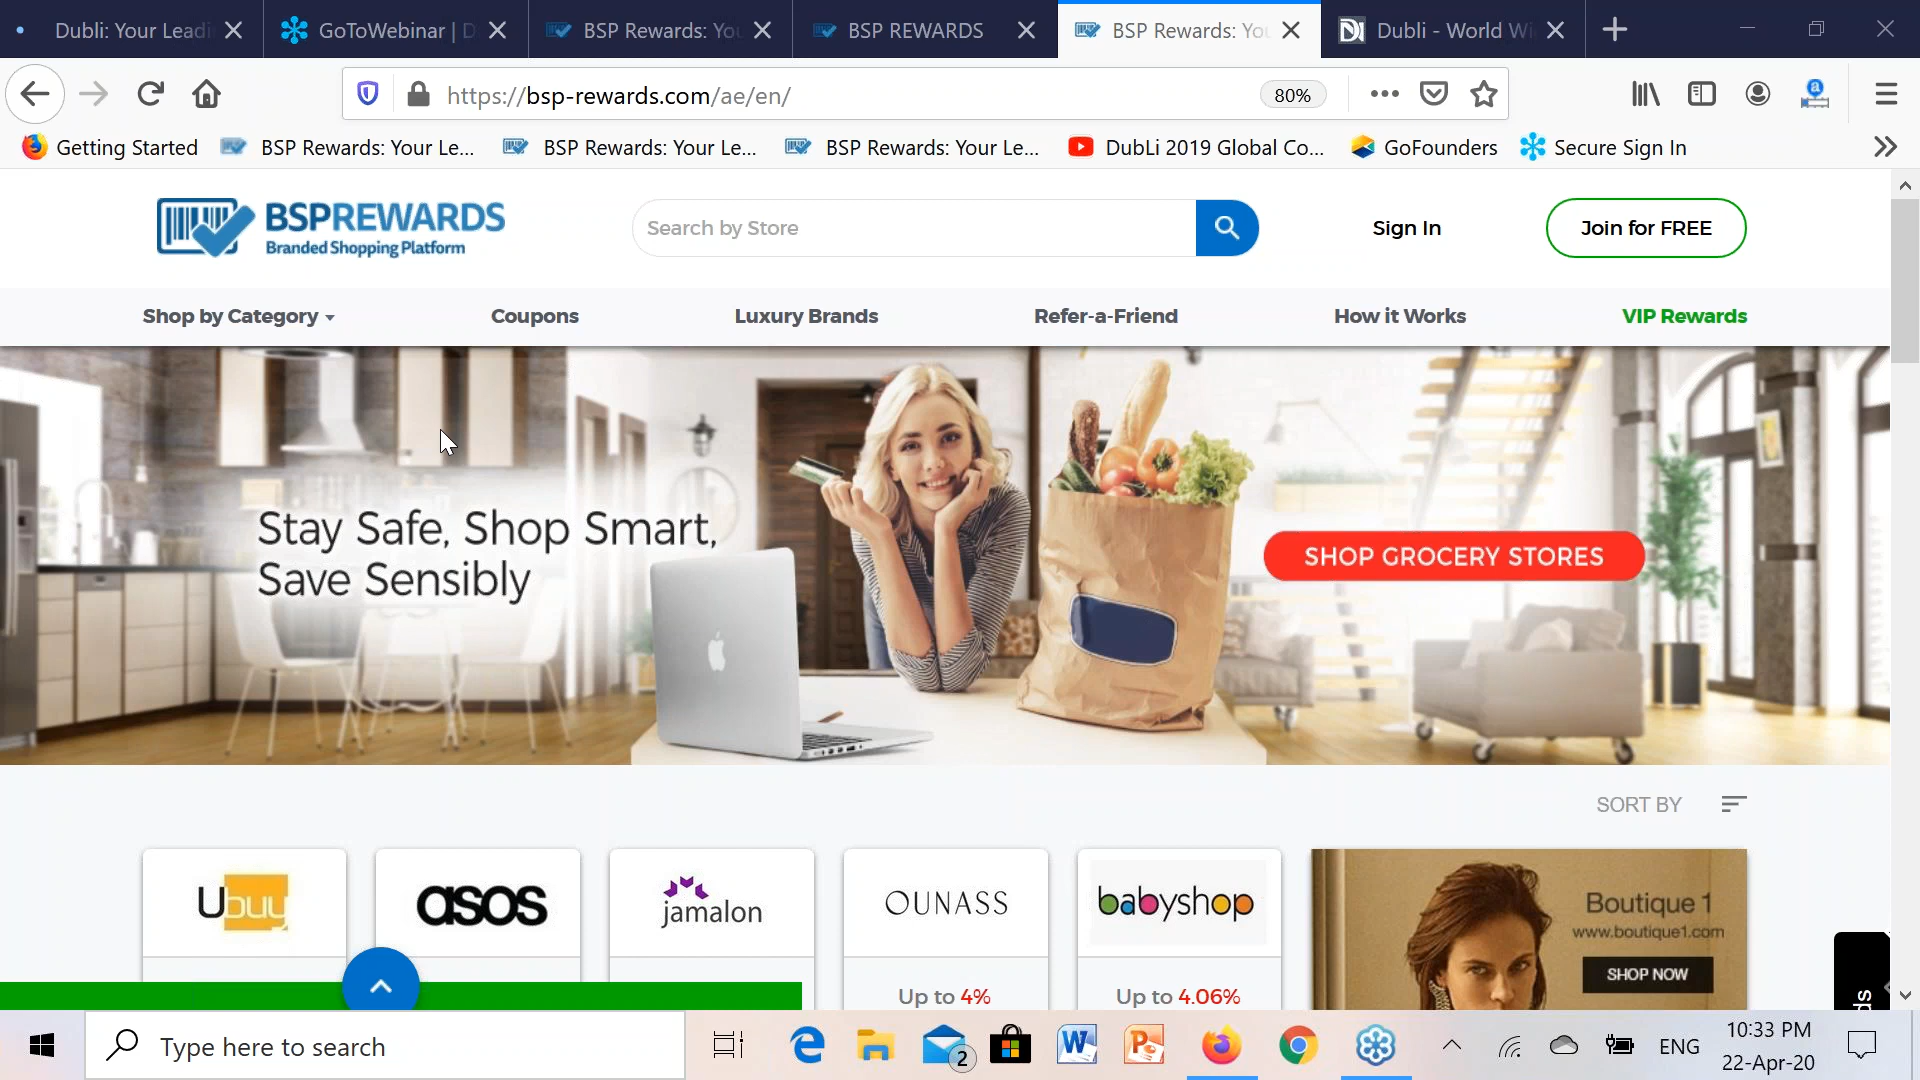 Dubli: Your Leadi
GoToWebinar | D
BSP Rewards: You
BSP REWARDS
BSP Rewards: You
Dubli - World Wi
https://bsp-rewards.com/ae/en/
80%
Getting Started
BSP Rewards: Your Le...
BSP Rewards: Your Le...
BSP Rewards: Your Le...
DubLi 2019 Global Co...
GoFounders
Secure Sign In
BSPREWARDS
Branded Shopping Platform
Search by Store
Sign In
Join for FREE
Shop by Category
Coupons
Luxury Brands
Refer-a-Friend
How it Works
VIP Rewards
Stay Safe, Shop Smart,
Save Sensibly
SHOP GROCERY STORES
SORT BY
Ubuy
asos
jamalon
OUNASS
babyshop
Boutique 1
www.boutique1.com
SHOP NOW
Up to 4%
Up to 4.06%
ds
Type here to search
2
ENG
10:33 PM
22-Apr-20